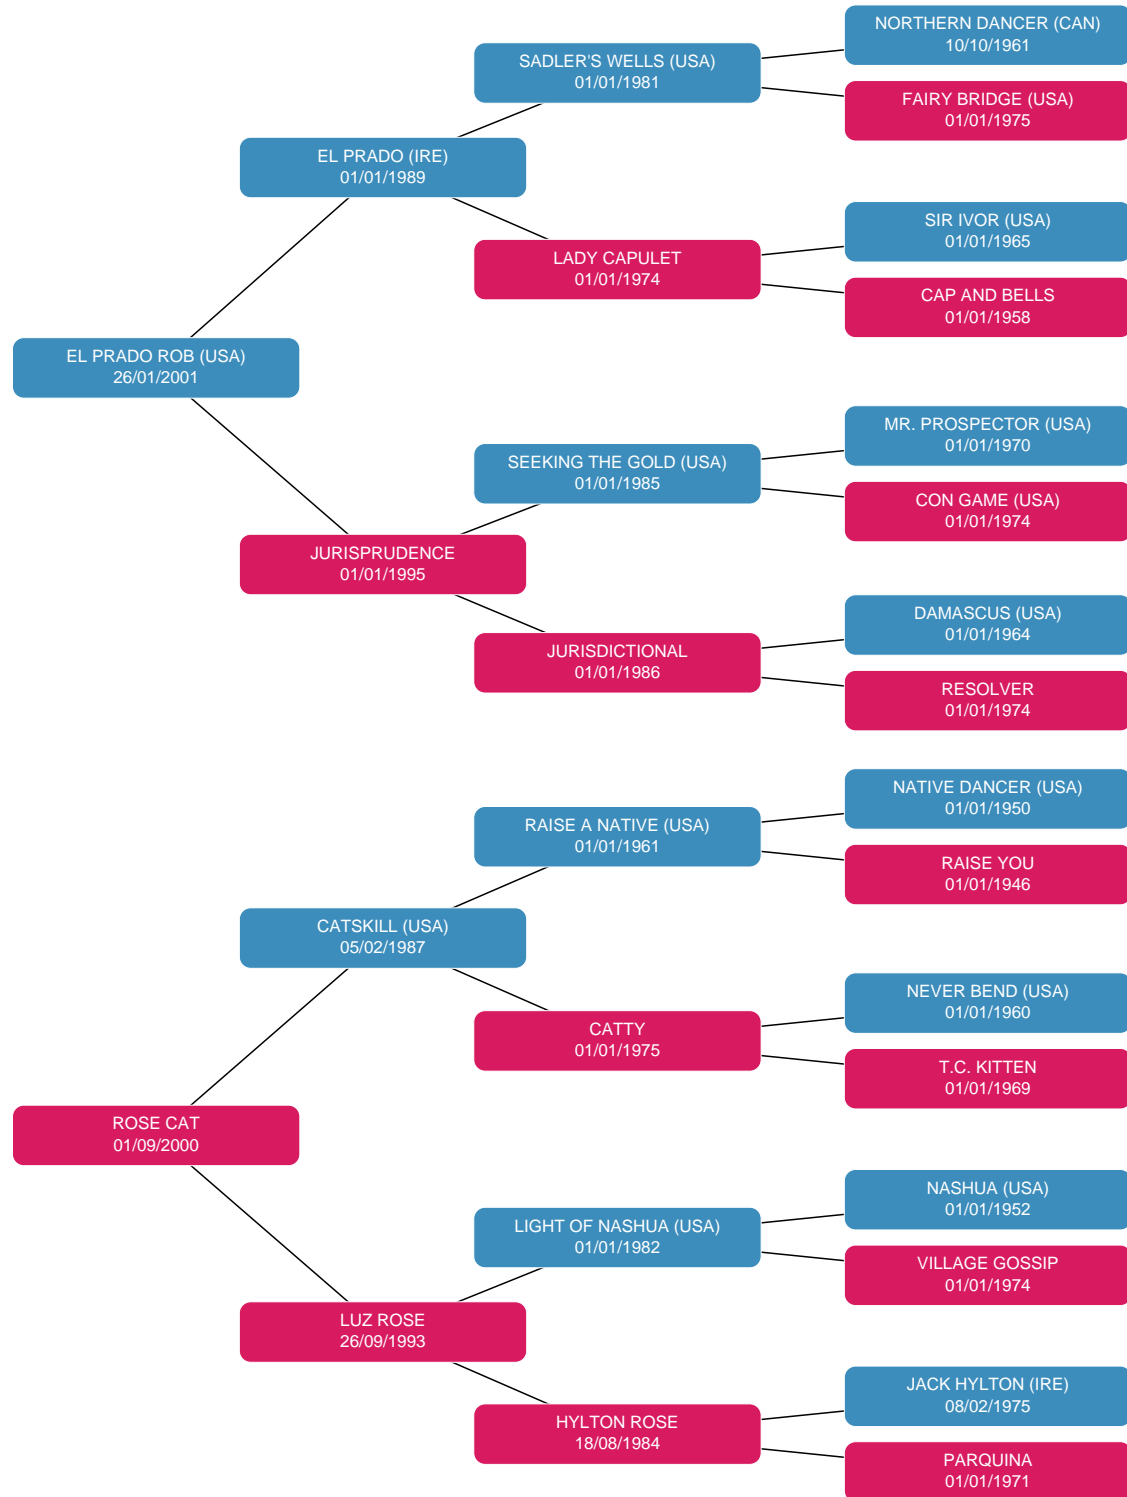 NORTHERN DANCER (CAN)
10/10/1961
SADLER'S WELLS (USA)
01/01/1981
FAIRY BRIDGE (USA)
01/01/1975
EL PRADO (IRE)
01/01/1989
SIR IVOR (USA)
01/01/1965
LADY CAPULET
01/01/1974
CAP AND BELLS
01/01/1958
EL PRADO ROB (USA)
26/01/2001
MR. PROSPECTOR (USA)
01/01/1970
SEEKING THE GOLD (USA)
01/01/1985
CON GAME (USA)
01/01/1974
JURISPRUDENCE
01/01/1995
DAMASCUS (USA)
01/01/1964
JURISDICTIONAL
01/01/1986
RESOLVER
01/01/1974
NATIVE DANCER (USA)
01/01/1950
RAISE A NATIVE (USA)
01/01/1961
RAISE YOU
01/01/1946
CATSKILL (USA)
05/02/1987
NEVER BEND (USA)
01/01/1960
CATTY
01/01/1975
T.C. KITTEN
01/01/1969
ROSE CAT
01/09/2000
NASHUA (USA)
01/01/1952
LIGHT OF NASHUA (USA)
01/01/1982
VILLAGE GOSSIP
01/01/1974
LUZ ROSE
26/09/1993
JACK HYLTON (IRE)
08/02/1975
HYLTON ROSE
18/08/1984
PARQUINA
01/01/1971